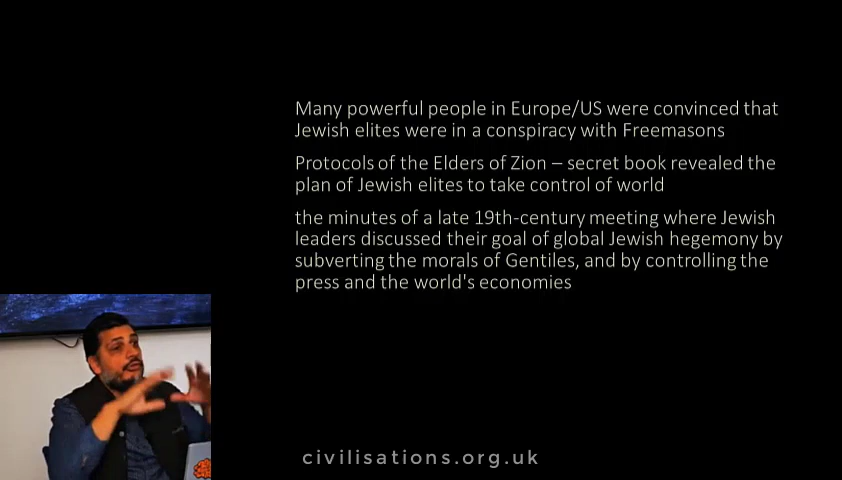 Many powerful people in Europe/US were convinced that
Jewish elites were in a conspiracy with Freemasons
Protocols of the Elders of Zion – secret book revealed the
plan of Jewish elites to take control of world
the minutes of a late 19th-century meeting where Jewish
leaders discussed their goal of global Jewish hegemony by
subverting the morals of Gentiles, and by controlling the
press and the world's economies
civilisations.org.uk